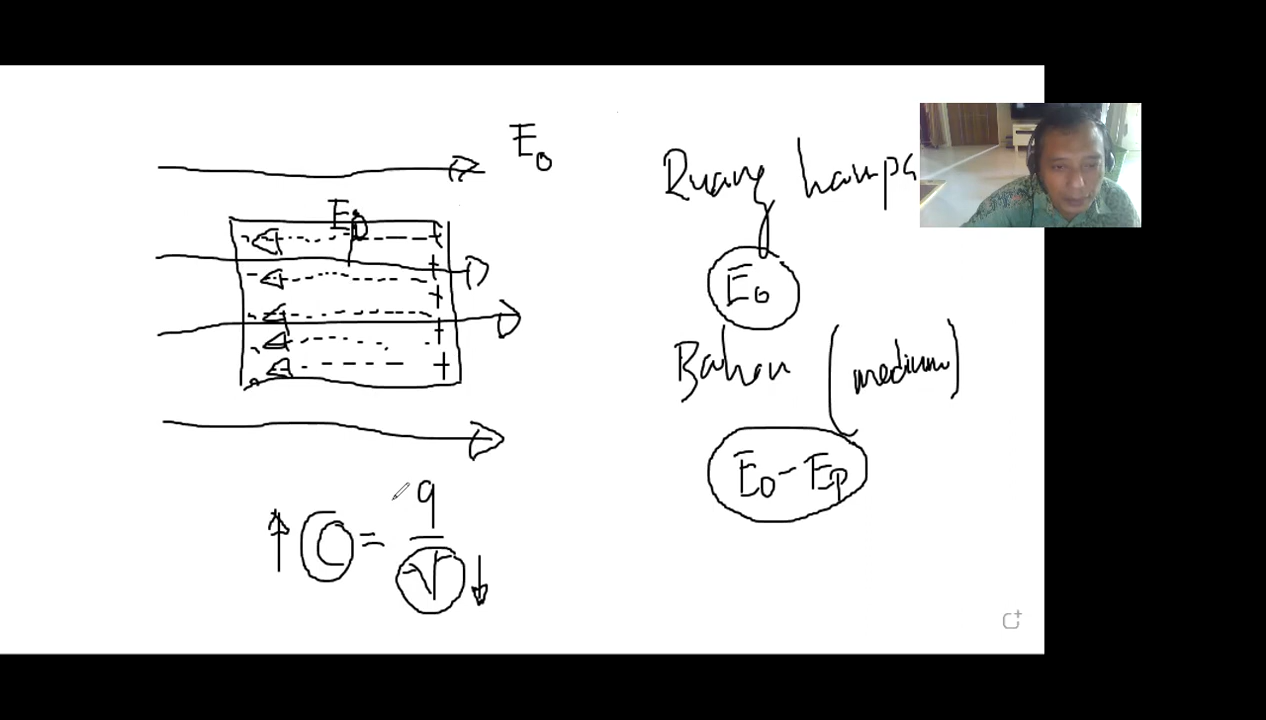 E₀
Ep
+
+
+
+
+
C = q
V
Ruang hampa
E₀
Bahan (medium)
E₀ - Ep